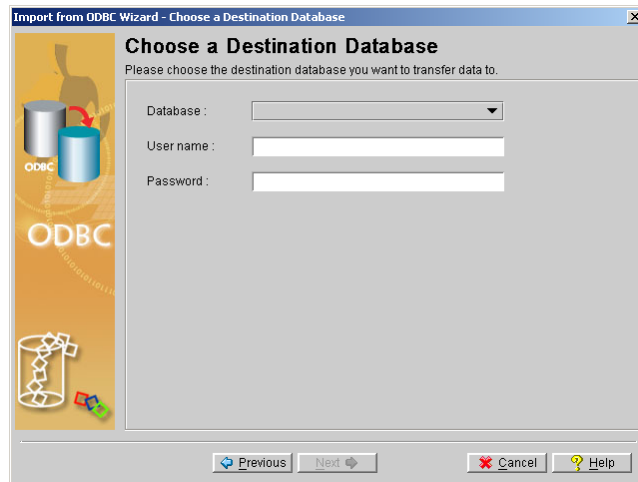 Import from ODBC Wizard - Choose a Destination Database
Choose a Destination Database
Please choose the destination database you want to transfer data to.
Database :
User name :
Password :
ODBC
ODBC
Previous
Next
Cancel
Help